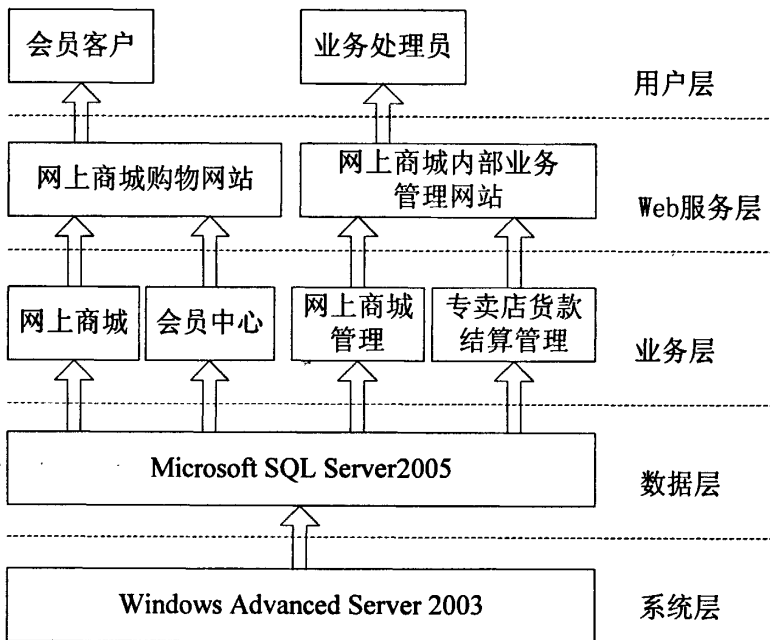 会员客户
业务处理员
用户层
网上商城购物网站
网上商城内部业务
管理网站
Web服务层
网上商城
会员中心
网上商城
管理
专卖店货款
结算管理
业务层
Microsoft SQL Server2005
数据层
Windows Advanced Server 2003
系统层